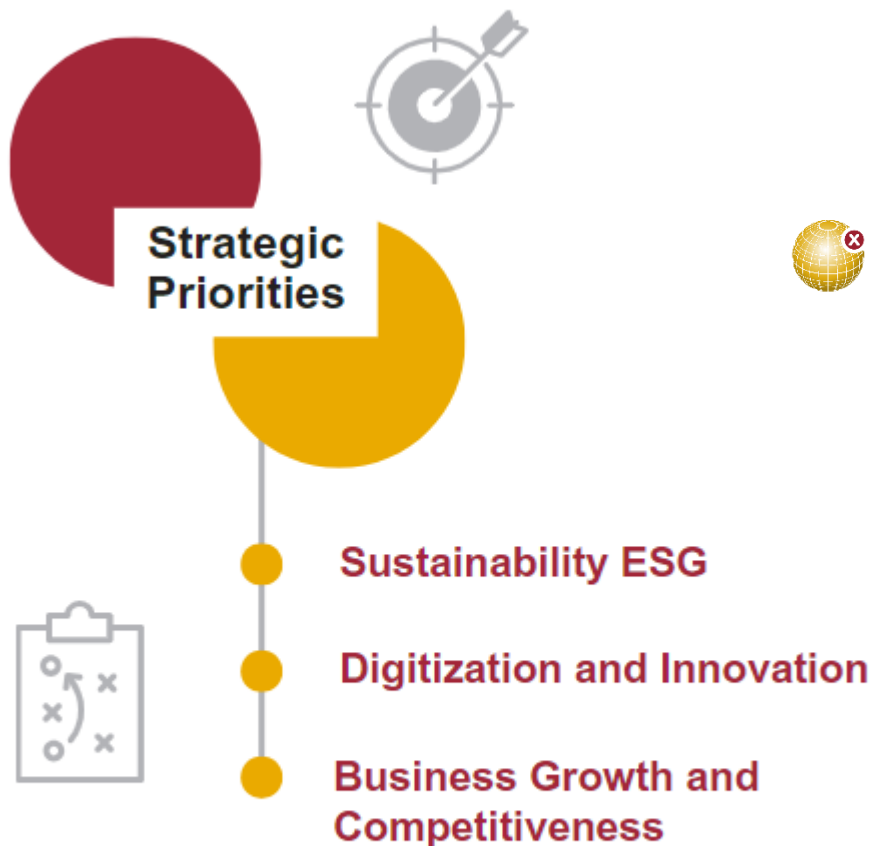 Strategic
Priorities
Sustainability ESG
Digitization and Innovation
Business Growth and
Competitiveness